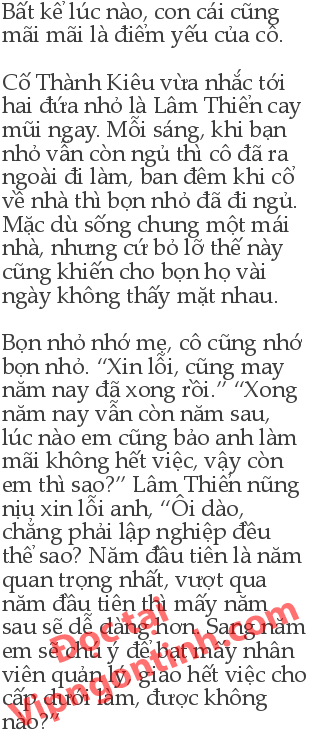 Bất kể lúc nào, con cái cũng
mãi mãi là điểm yếu của cô.
Cố Thành Kiêu vừa nhắc tới
hai đứa nhỏ là Lâm Thiển cay
mũi ngay. Mỗi sáng, khi bạn
nhỏ vẫn còn ngủ thì cô đã ra
ngoài đi làm, ban đêm khi cổ
về nhà thì bọn nhỏ đã đi ngủ.
Mặc dù sống chung một mái
nhà, nhưng cứ bỏ lỡ thế này
cũng khiến cho bọn họ vài
ngày không thấy mặt nhau.
Bọn nhỏ nhớ mẹ, cô cũng nhớ
bọn nhỏ. “Xin lỗi, cũng may
năm nay đã xong rồi.” “Xong
năm nay vẫn còn năm sau,
lúc nào em cũng bảo anh làm
mãi không hết việc, vậy còn
em thì sao?” Lâm Thiển nũng
nịu xin lỗi anh, “Ôi dào,
chẳng phải lập nghiệp đều
thế sao? Năm đầu tiên là năm
quan trọng nhất, vượt qua
năm đầu tiên thì mấy năm
sau sẽ dễ dàng hơn. Sang năm
em sẽ chú ý đề bạt mấy nhân
viên quản lý, giao hết việc cho
cấp dưới làm, được không
nào?”
Đọc tại
Vipngontinh.com